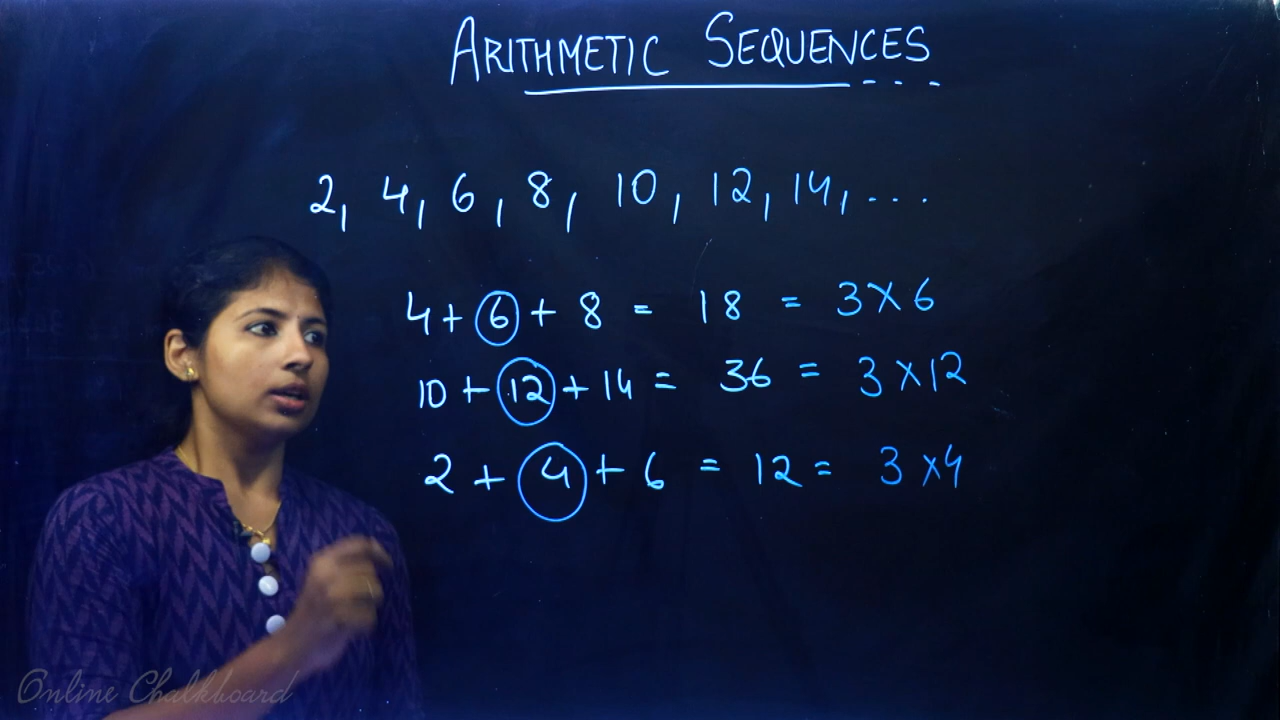 ARITHMETIC SEQUENCES
2, 4, 6, 8, 10, 12, 14, ....
4 + 6 + 8 = 18 = 3 X 6
10 + 12 + 14 = 36 = 3 X 12
2 + 4 + 6 = 12 = 3 X 4
Online Chalkboard